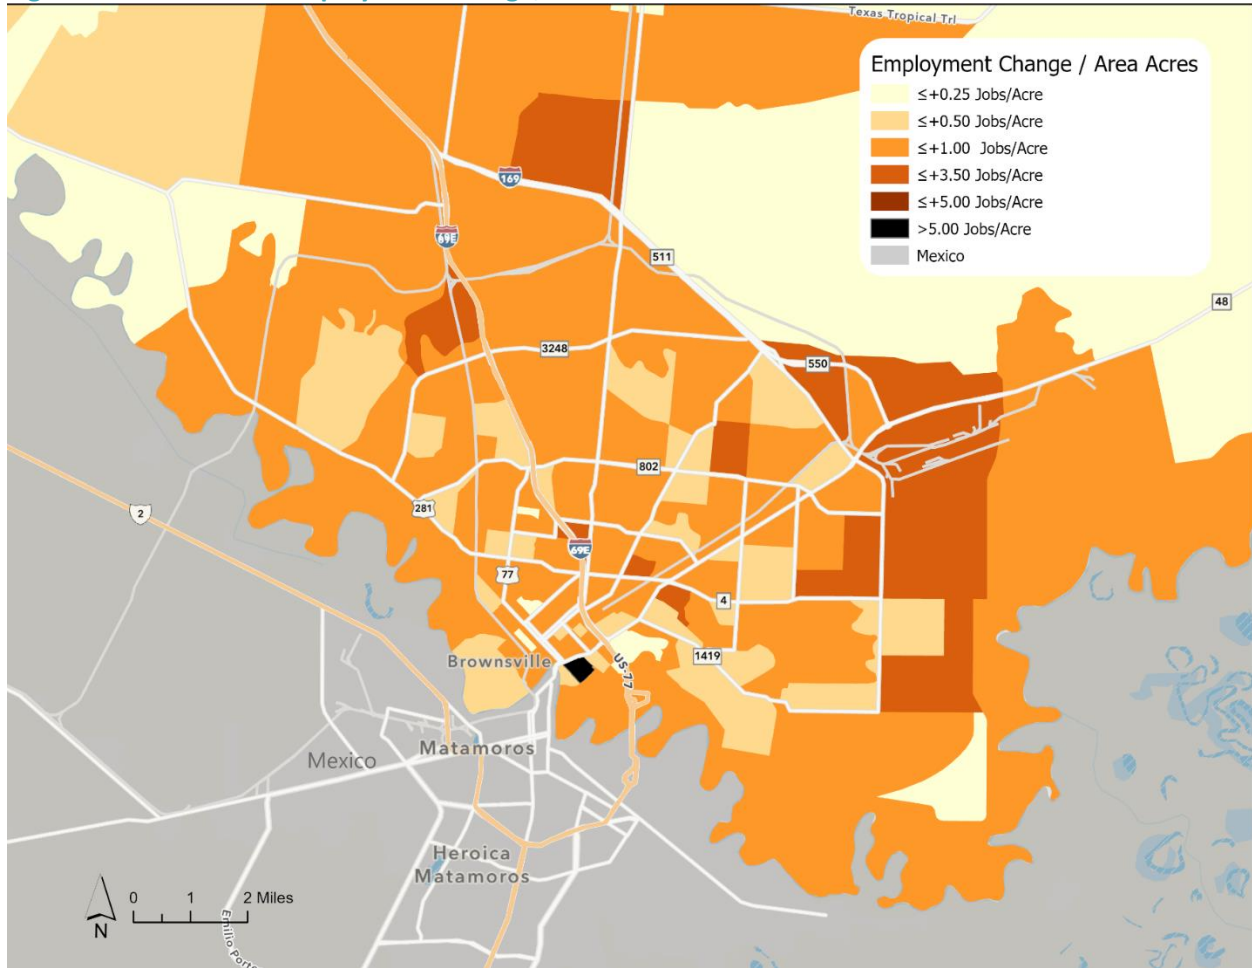 Texas Tropical Trl
Employment Change / Area Acres
≤+0.25 Jobs/Acre
≤+0.50 Jobs/Acre
≤+1.00 Jobs/Acre
≤+3.50 Jobs/Acre
≤+5.00 Jobs/Acre
>5.00 Jobs/Acre
Mexico
169
69E
511
48
3248
550
802
281
2
69E
77
4
Brownsville
US-77
1419
Matamoros
Mexico
Heroica
Matamoros
0 1 2 Miles
N
Emilio